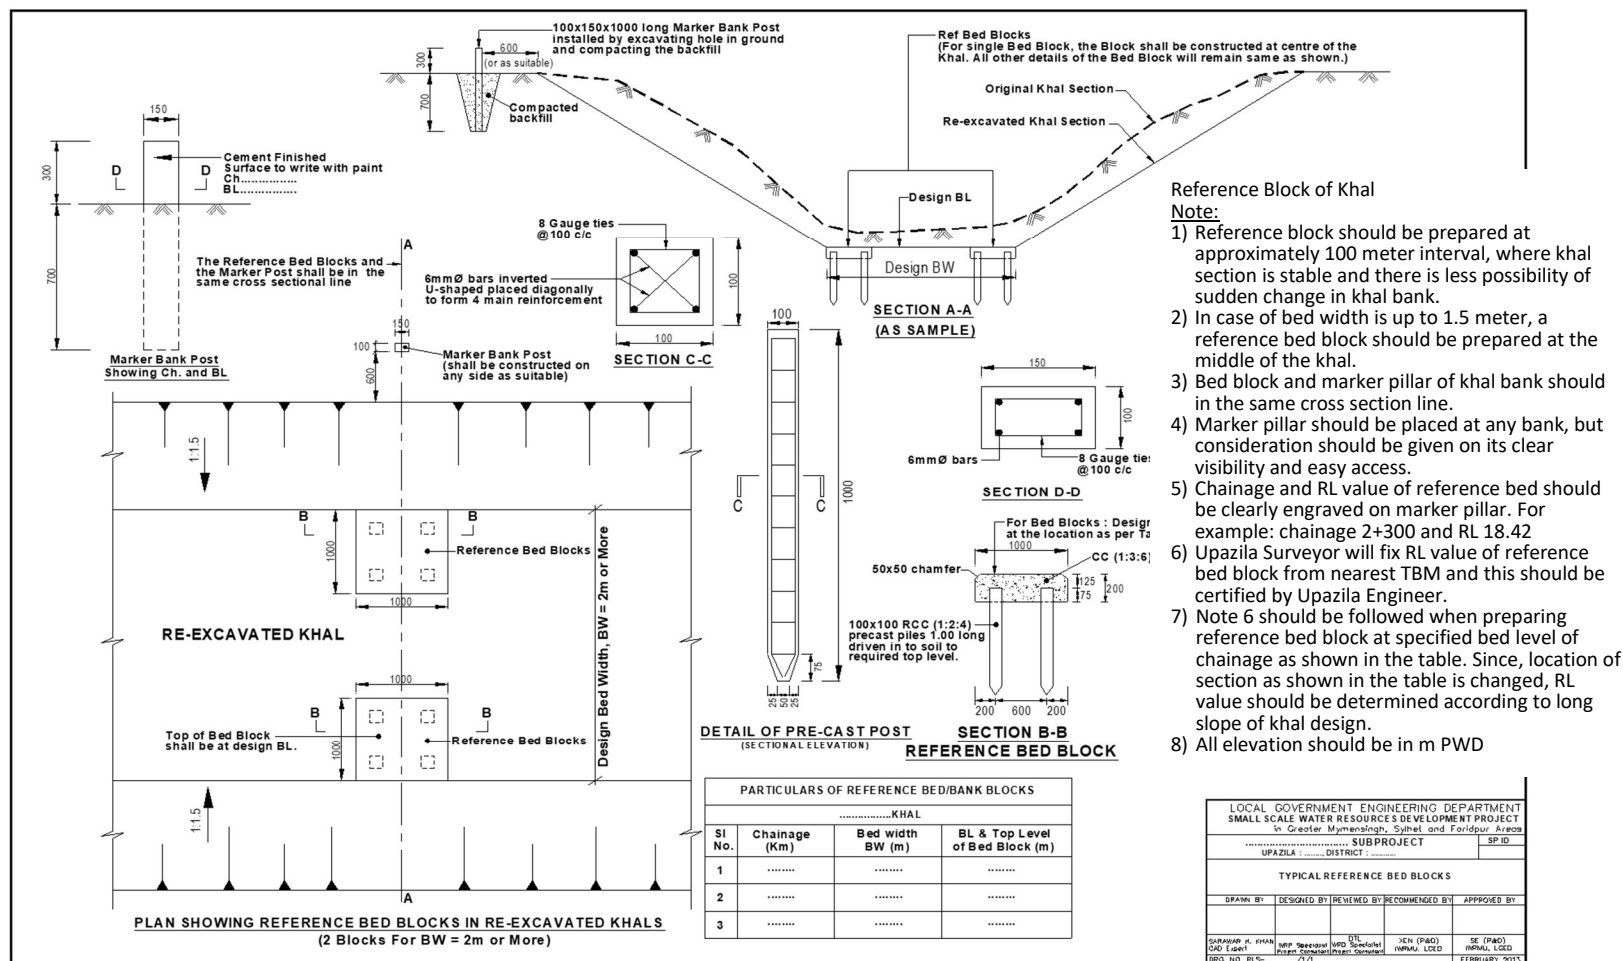 100x150x1000 long Marker Bank Post
installed by excavating hole in ground
and compacting the backfill
600
(or as suitable)
300
700
Compacted
backfill
Ref Bed Blocks
(For single Bed Block, the Block shall be constructed at centre of the
Khal. All other details of the Bed Block will remain same as shown.)
Original Khal Section
Re-excavated Khal Section
Design BL
Design BW
SECTION A-A
(AS SAMPLE)
150
300
700
D
D
Cement Finished
Surface to write with paint
Ch...............
BL...............
Marker Bank Post
Showing Ch. and BL
A
The Reference Bed Blocks and
the Marker Post shall be in the
same cross sectional line
8 Gauge ties
@100 c/c
6mmØ bars inverted
U-shaped placed diagonally
to form 4 main reinforcement
100
100
SECTION C-C
150
100
600
Marker Bank Post
(shall be constructed on
any side as suitable)
1:1.5
B
B
1000
1000
Reference Bed Blocks
RE-EXCAVATED KHAL
Design Bed Width, BW = 2m or More
1000
B
B
1000
Top of Bed Block
shall be at design BL.
Reference Bed Blocks
1:1.5
A
PLAN SHOWING REFERENCE BED BLOCKS IN RE-EXCAVATED KHALS
(2 Blocks For BW = 2m or More)
100
1000
C
C
75
25
50
25
DETAIL OF PRE-CAST POST
(SECTIONAL ELEVATION)
150
100
6mmØ bars
8 Gauge ties
@100 c/c
SECTION D-D
For Bed Blocks : Design
at the location as per Ta
1000
CC (1:3:6)
50x50 chamfer
125
75
200
100x100 RCC (1:2:4)
precast piles 1.00 long
driven in to soil to
required top level.
200
600
200
SECTION B-B
REFERENCE BED BLOCK
PARTICULARS OF REFERENCE BED/BANK BLOCKS
................KHAL
Sl No. Chainage (Km) Bed width BW (m) BL & Top Level of Bed Block (m)
1 ........ ........ ........
2 ........ ........ ........
3 ........ ........ ........
Reference Block of Khal
Note:
1) Reference block should be prepared at
approximately 100 meter interval, where khal
section is stable and there is less possibility of
sudden change in khal bank.
2) In case of bed width is up to 1.5 meter, a
reference bed block should be prepared at the
middle of the khal.
3) Bed block and marker pillar of khal bank should
in the same cross section line.
4) Marker pillar should be placed at any bank, but
consideration should be given on its clear
visibility and easy access.
5) Chainage and RL value of reference bed should
be clearly engraved on marker pillar. For
example: chainage 2+300 and RL 18.42
6) Upazila Surveyor will fix RL value of reference
bed block from nearest TBM and this should be
certified by Upazila Engineer.
7) Note 6 should be followed when preparing
reference bed block at specified bed level of
chainage as shown in the table. Since, location of
section as shown in the table is changed, RL
value should be determined according to long
slope of khal design.
8) All elevation should be in m PWD
LOCAL GOVERNMENT ENGINEERING DEPARTMENT
SMALL SCALE WATER RESOURCES DEVELOPMENT PROJECT
in Greater Mymensingh, Sylhet and Faridpur Areas
.............................. SUBPROJECT
SP ID
UPAZILA : ........, DISTRICT : ..........
TYPICAL REFERENCE BED BLOCKS
DRAWN BY DESIGNED BY REVIEWED BY RECOMMENDED BY APPROVED BY
SARAWAR H. KHAN
CAD Expert
WRP Specialist
Project Consultant
DTL
WPD Specialist
Project Consultant
XEN (P&D)
IWRMU, LGED
SE (P&D)
IWRMU, LGED
DRG. NO. FEBRUARY 2013